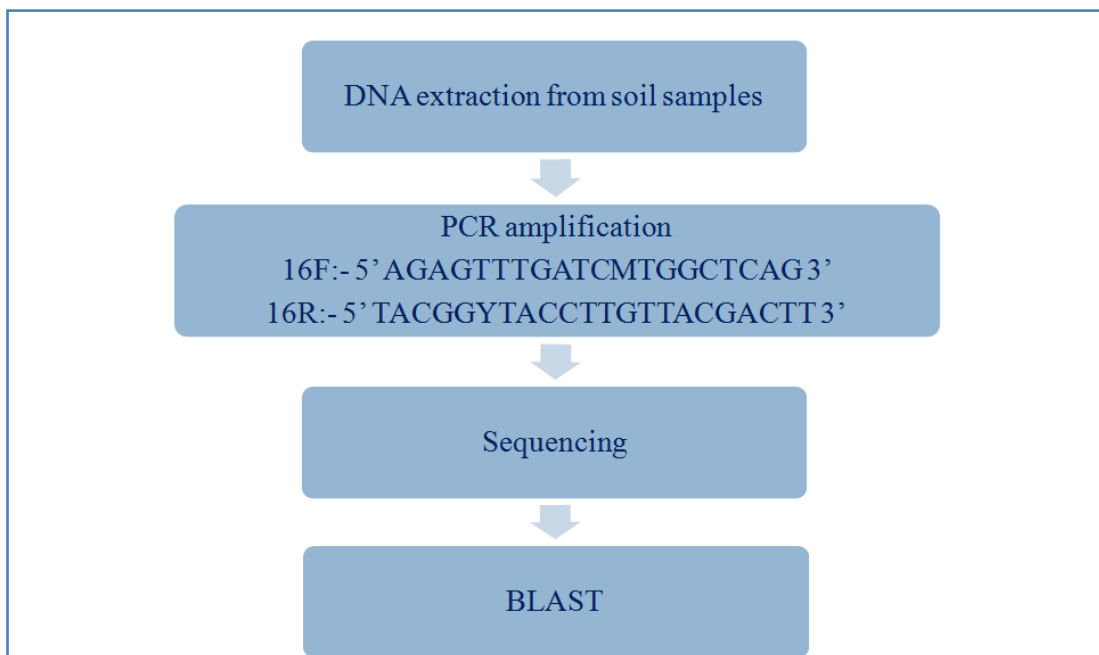 DNA extraction from soil samples
PCR amplification
16F:- 5’ AGAGTTTGATCMTGGCTCAG 3’
16R:- 5’ TACGGYTACCTTGTTACGACTT 3’
Sequencing
BLAST